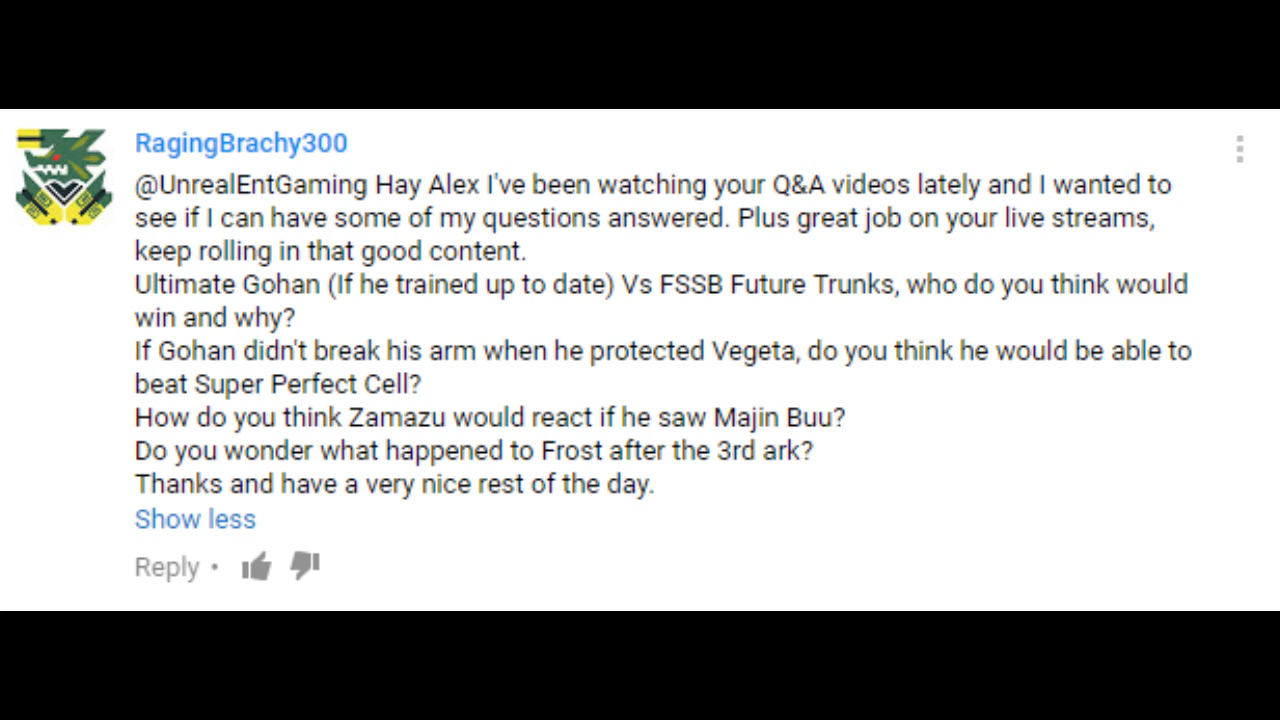 RagingBrachy300
@UnrealEntGaming Hay Alex I've been watching your Q&A videos lately and I wanted to
see if I can have some of my questions answered. Plus great job on your live streams,
keep rolling in that good content.
Ultimate Gohan (If he trained up to date) Vs FSSB Future Trunks, who do you think would
win and why?
If Gohan didn't break his arm when he protected Vegeta, do you think he would be able to
beat Super Perfect Cell?
How do you think Zamazu would react if he saw Majin Buu?
Do you wonder what happened to Frost after the 3rd ark?
Thanks and have a very nice rest of the day.
Show less
Reply •